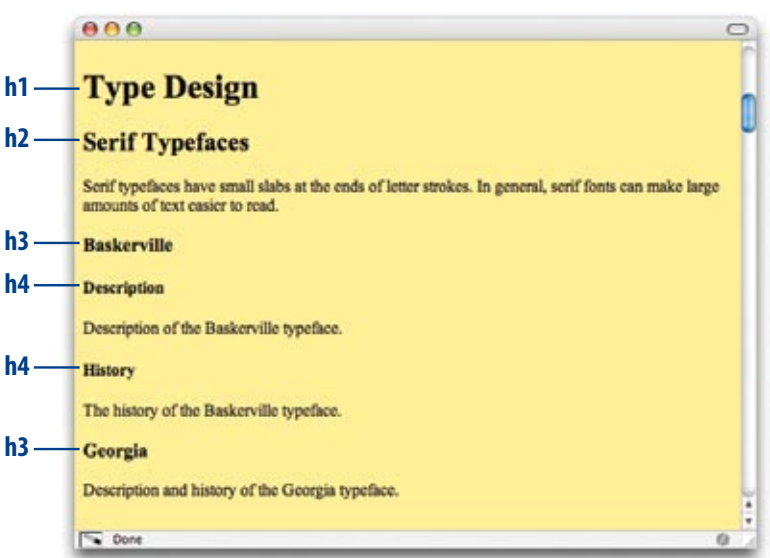 h1 Type Design
h2 Serif Typefaces
Serif typefaces have small slabs at the ends of letter strokes. In general, serif fonts can make large
amounts of text easier to read.
h3 Baskerville
h4 Description
Description of the Baskerville typeface.
h4 History
The history of the Baskerville typeface.
h3 Georgia
Description and history of the Georgia typeface.
Done